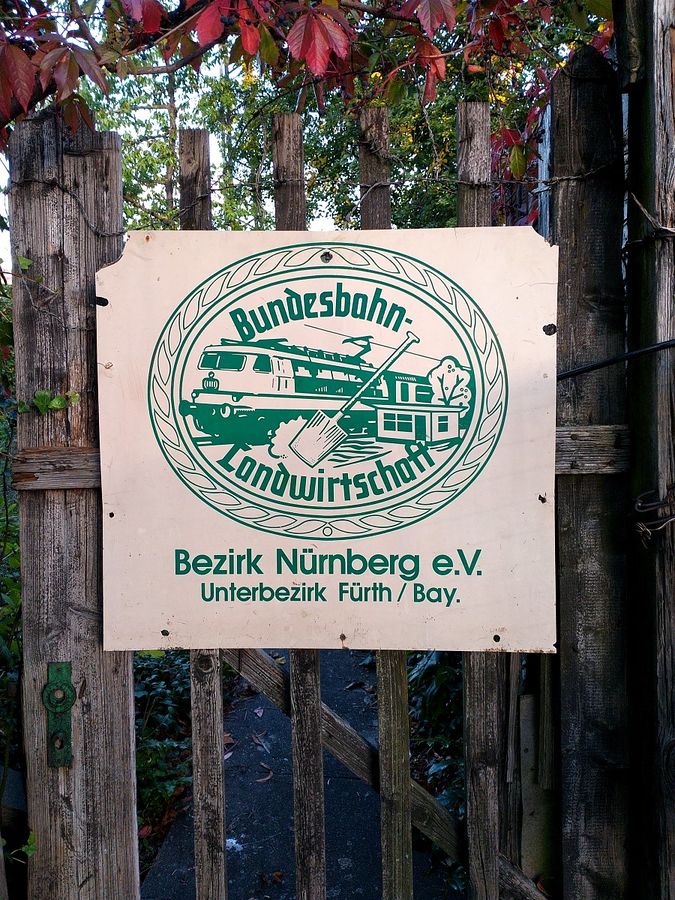 Bundesbahn-
Landwirtschaft
Bezirk Nürnberg e.V.
Unterbezirk Fürth / Bay.